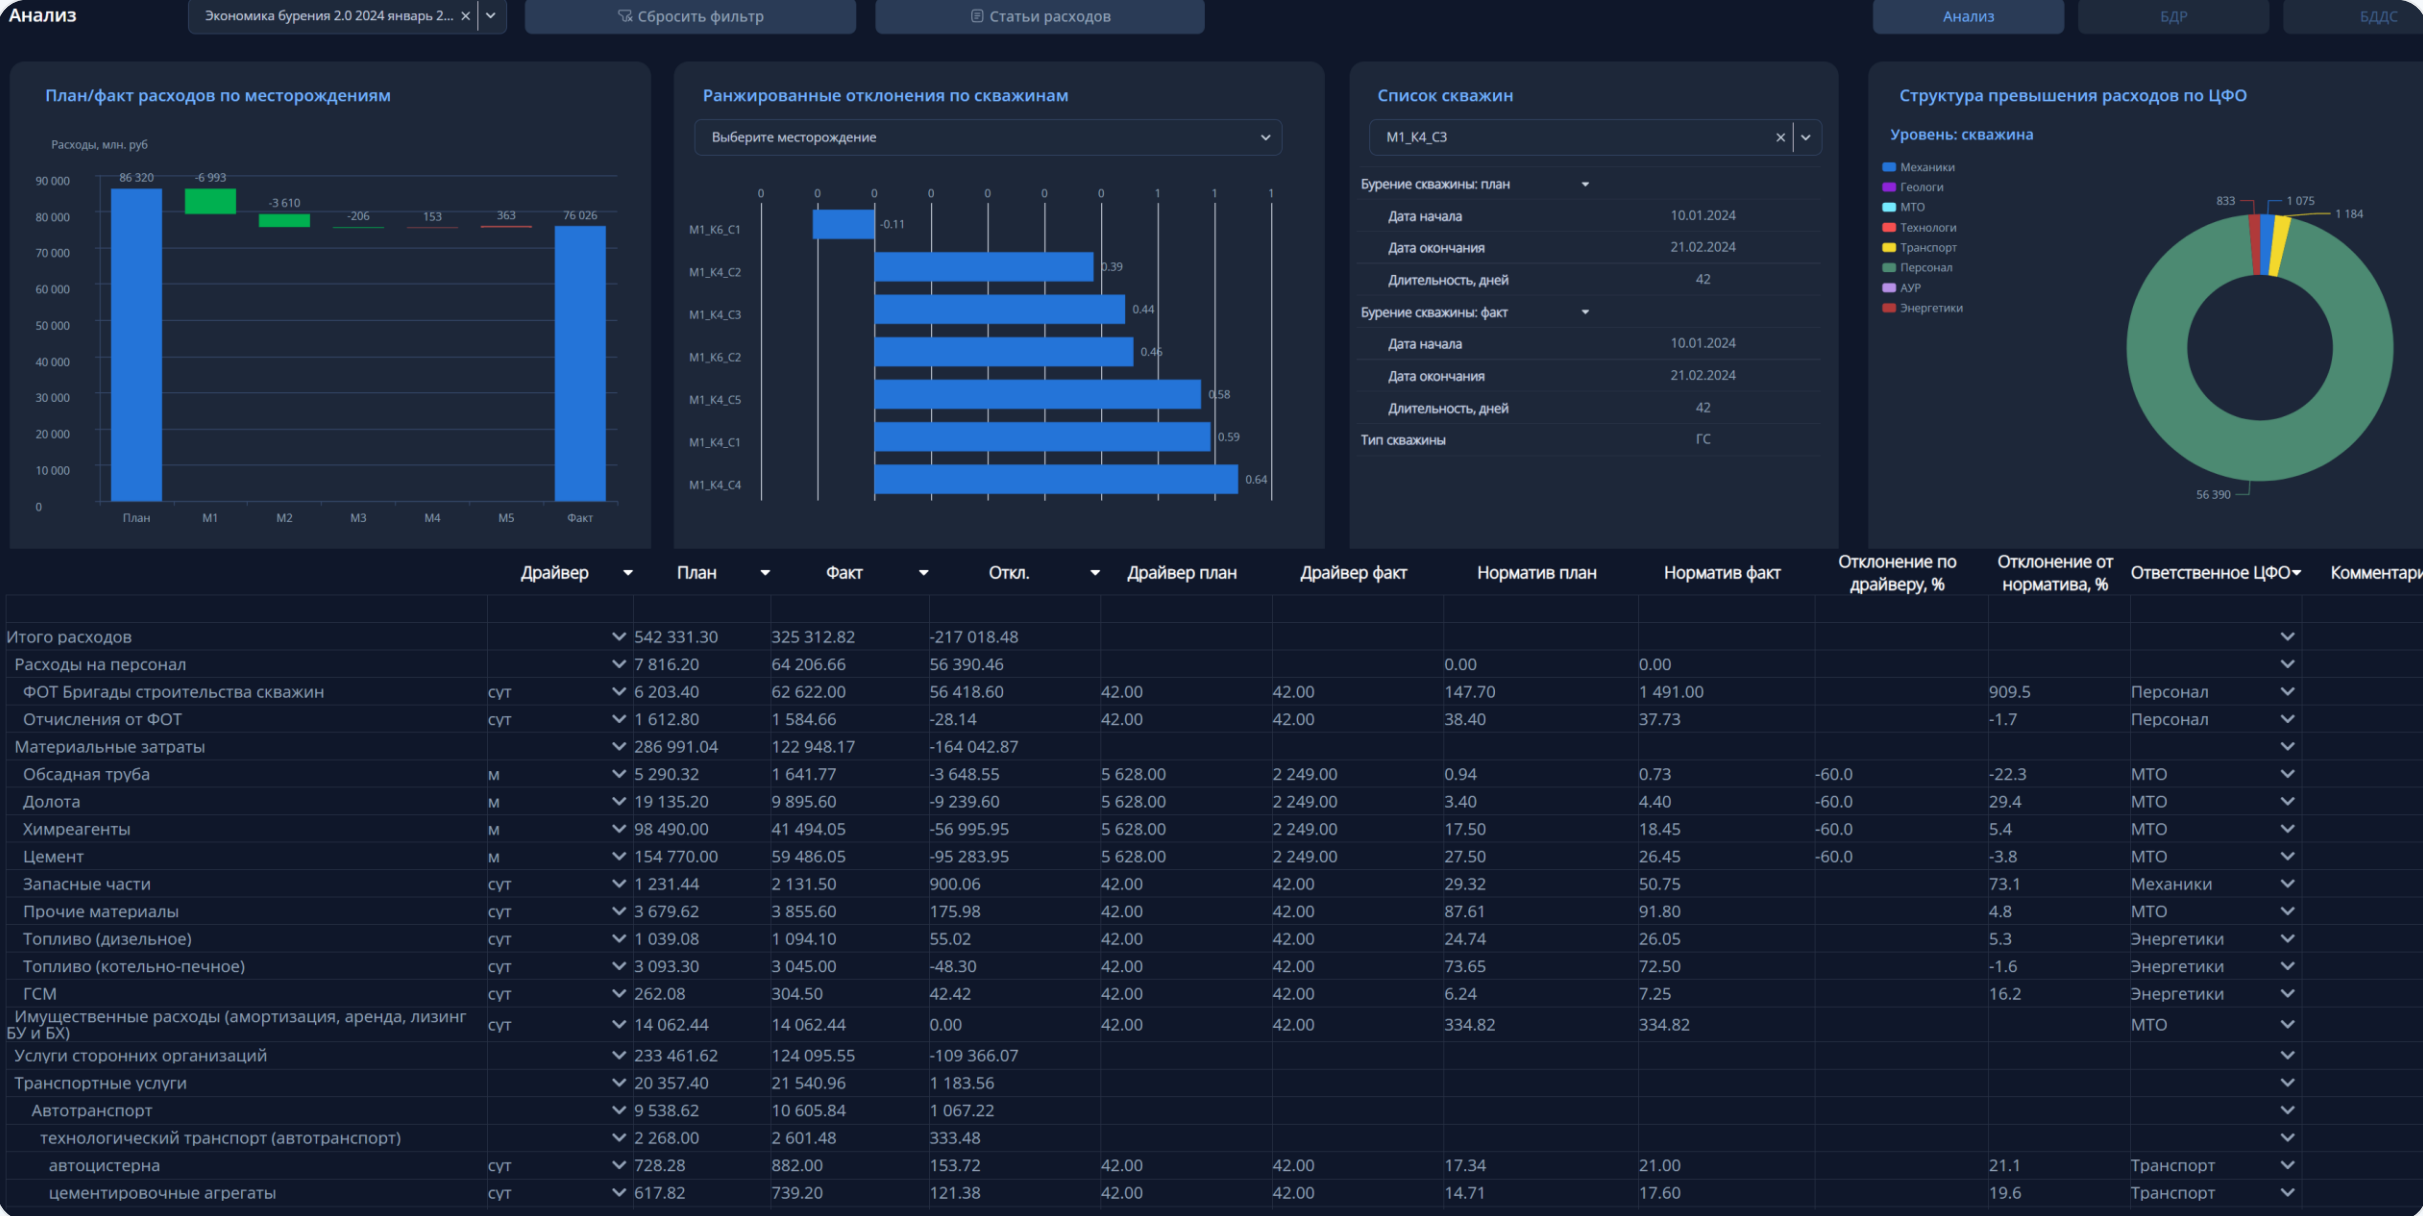 Анализ
Экономика бурения 2.0 2024 январь 2...
Сбросить фильтр
Статьи расходов
Анализ
БДР
БДДС
План/факт расходов по месторождениям
Расходы, млн. руб
90 000
80 000
70 000
60 000
50 000
40 000
30 000
20 000
10 000
0
86 320
-6 993
-3 610
-206
153
363
76 026
План М1 М2 М3 М4 М5 Факт
Ранжированные отклонения по скважинам
Выберите месторождение
0 0 0 0 0 0 0 1 1 1
М1_К6_С1 -0.11
М1_К4_С2 0.39
М1_К4_С3 0.44
М1_К6_С2 0.46
М1_К4_С5 0.58
М1_К4_С1 0.59
М1_К4_С4 0.64
Список скважин
М1_К4_С3
Бурение скважины: план
Дата начала 10.01.2024
Дата окончания 21.02.2024
Длительность, дней 42
Бурение скважины: факт
Дата начала 10.01.2024
Дата окончания 21.02.2024
Длительность, дней 42
Тип скважины ГС
Структура превышения расходов по ЦФО
Уровень: скважина
Механики
Геологи
МТО
Технологи
Транспорт
Персонал
АУР
Энергетики
833
1 075
1 184
56 390
Драйвер План Факт Откл. Драйвер план Драйвер факт Норматив план Норматив факт Отклонение по драйверу, % Отклонение от норматива, % Ответственное ЦФО Комментари
Итого расходов 542 331.30 325 312.82 -217 018.48
Расходы на персонал 7 816.20 64 206.66 56 390.46 0.00 0.00
ФОТ Бригады строительства скважин сут 6 203.40 62 622.00 56 418.60 42.00 42.00 147.70 1 491.00 909.5 Персонал
Отчисления от ФОТ сут 1 612.80 1 584.66 -28.14 42.00 42.00 38.40 37.73 -1.7 Персонал
Материальные затраты 286 991.04 122 948.17 -164 042.87
Обсадная труба м 5 290.32 1 641.77 -3 648.55 5 628.00 2 249.00 0.94 0.73 -60.0 -22.3 МТО
Долота м 19 135.20 9 895.60 -9 239.60 5 628.00 2 249.00 3.40 4.40 -60.0 29.4 МТО
Химреагенты м 98 490.00 41 494.05 -56 995.95 5 628.00 2 249.00 17.50 18.45 -60.0 5.4 МТО
Цемент м 154 770.00 59 486.05 -95 283.95 5 628.00 2 249.00 27.50 26.45 -60.0 -3.8 МТО
Запасные части сут 1 231.44 2 131.50 900.06 42.00 42.00 29.32 50.75 73.1 Механики
Прочие материалы сут 3 679.62 3 855.60 175.98 42.00 42.00 87.61 91.80 4.8 МТО
Топливо (дизельное) сут 1 039.08 1 094.10 55.02 42.00 42.00 24.74 26.05 5.3 Энергетики
Топливо (котельно-печное) сут 3 093.30 3 045.00 -48.30 42.00 42.00 73.65 72.50 -1.6 Энергетики
ГСМ сут 262.08 304.50 42.42 42.00 42.00 6.24 7.25 16.2 Энергетики
Имущественные расходы (амортизация, аренда, лизинг
БУ и БХ) сут 14 062.44 14 062.44 0.00 42.00 42.00 334.82 334.82 МТО
Услуги сторонних организаций 233 461.62 124 095.55 -109 366.07
Транспортные услуги 20 357.40 21 540.96 1 183.56
Автотранспорт 9 538.62 10 605.84 1 067.22
технологический транспорт (автотранспорт) 2 268.00 2 601.48 333.48
автоцистерна сут 728.28 882.00 153.72 42.00 42.00 17.34 21.00 21.1 Транспорт
цементировочные агрегаты сут 617.82 739.20 121.38 42.00 42.00 14.71 17.60 19.6 Транспорт